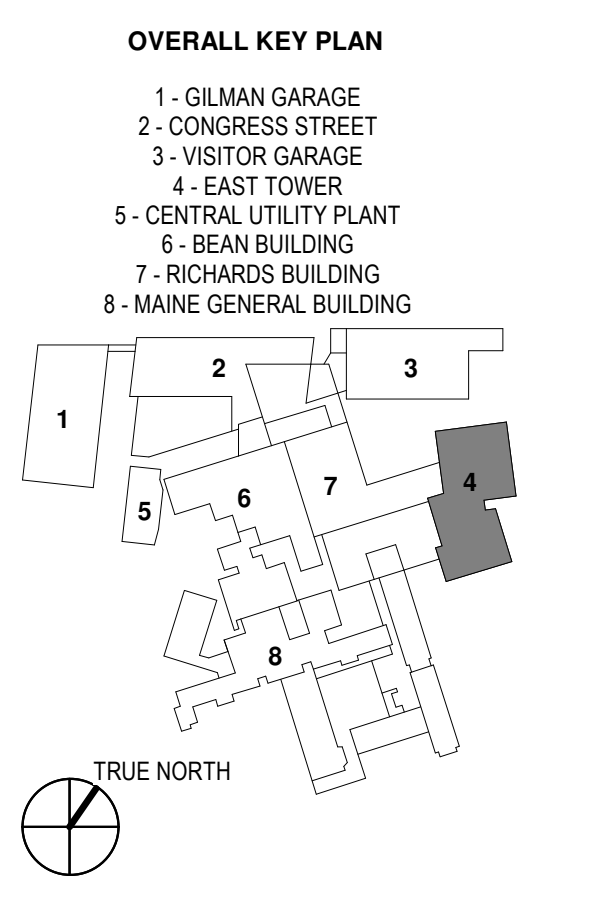 OVERALL KEY PLAN
1 - GILMAN GARAGE
2 - CONGRESS STREET
3 - VISITOR GARAGE
4 - EAST TOWER
5 - CENTRAL UTILITY PLANT
6 - BEAN BUILDING
7 - RICHARDS BUILDING
8 - MAINE GENERAL BUILDING
2
3
1
4
7
6
5
8
TRUE NORTH